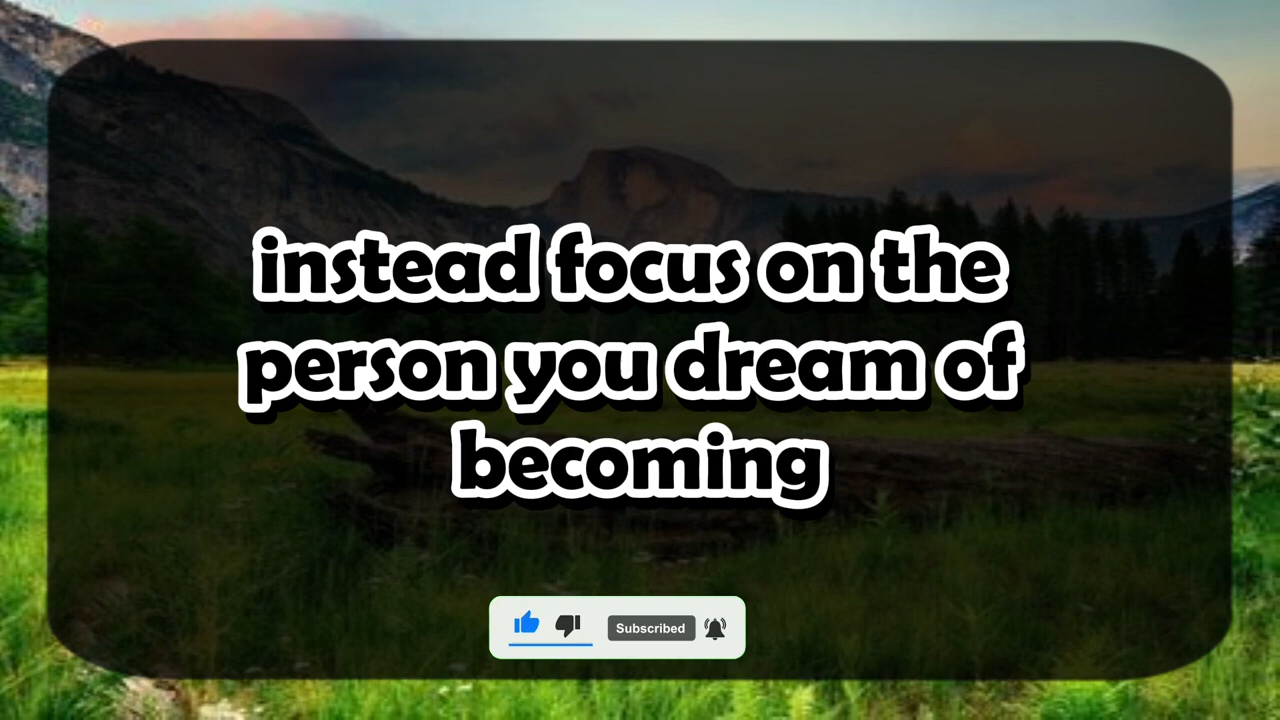 instead focus on the
person you dream of
becoming
Subscribed